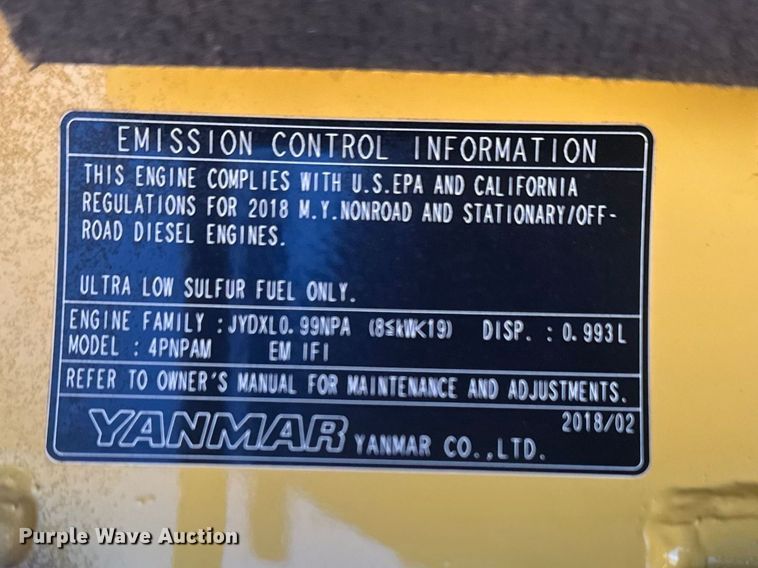 EMISSION CONTROL INFORMATION
THIS ENGINE COMPLIES WITH U.S.EPA AND CALIFORNIA
REGULATIONS FOR 2018 M.Y.NONROAD AND STATIONARY/OFF-
ROAD DIESEL ENGINES.
ULTRA LOW SULFUR FUEL ONLY.
ENGINE FAMILY : JYDXL0.99NPA (8≤kW<19) DISP. : 0.993L
MODEL : 4PNPAM EM IFI
REFER TO OWNER'S MANUAL FOR MAINTENANCE AND ADJUSTMENTS.
2018/02
YANMAR YANMAR CO.,LTD.
Purple Wave Auction